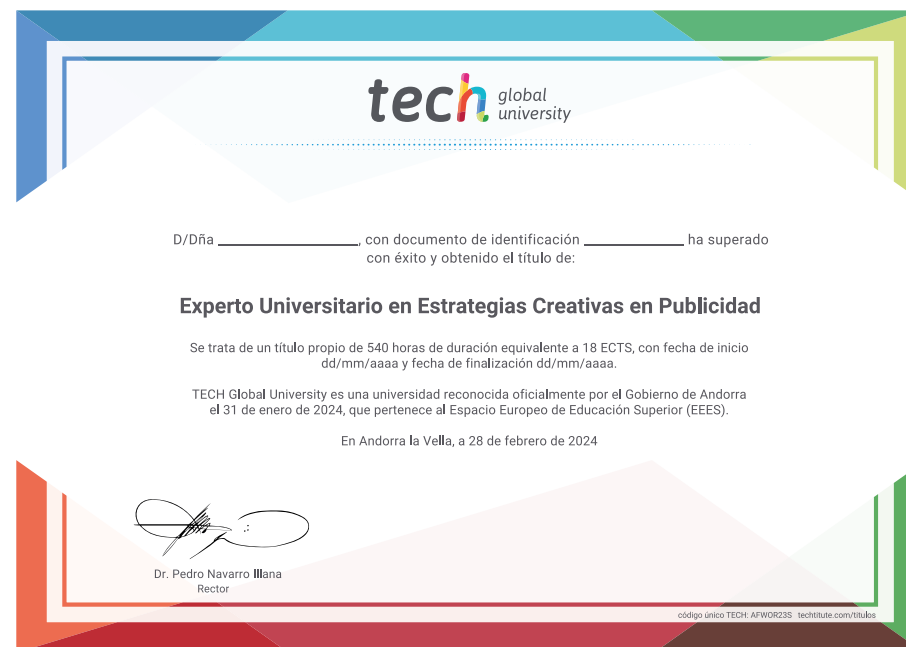 tech global university
D/Dña ____________________, con documento de identificación ______________ ha superado
con éxito y obtenido el título de:
Experto Universitario en Estrategias Creativas en Publicidad
Se trata de un título propio de 540 horas de duración equivalente a 18 ECTS, con fecha de inicio
dd/mm/aaaa y fecha de finalización dd/mm/aaaa.
TECH Global University es una universidad reconocida oficialmente por el Gobierno de Andorra
el 31 de enero de 2024, que pertenece al Espacio Europeo de Educación Superior (EEES).
En Andorra la Vella, a 28 de febrero de 2024
Dr. Pedro Navarro Illana
Rector
código único TECH: AFWOR23S techtitute.com/titulos